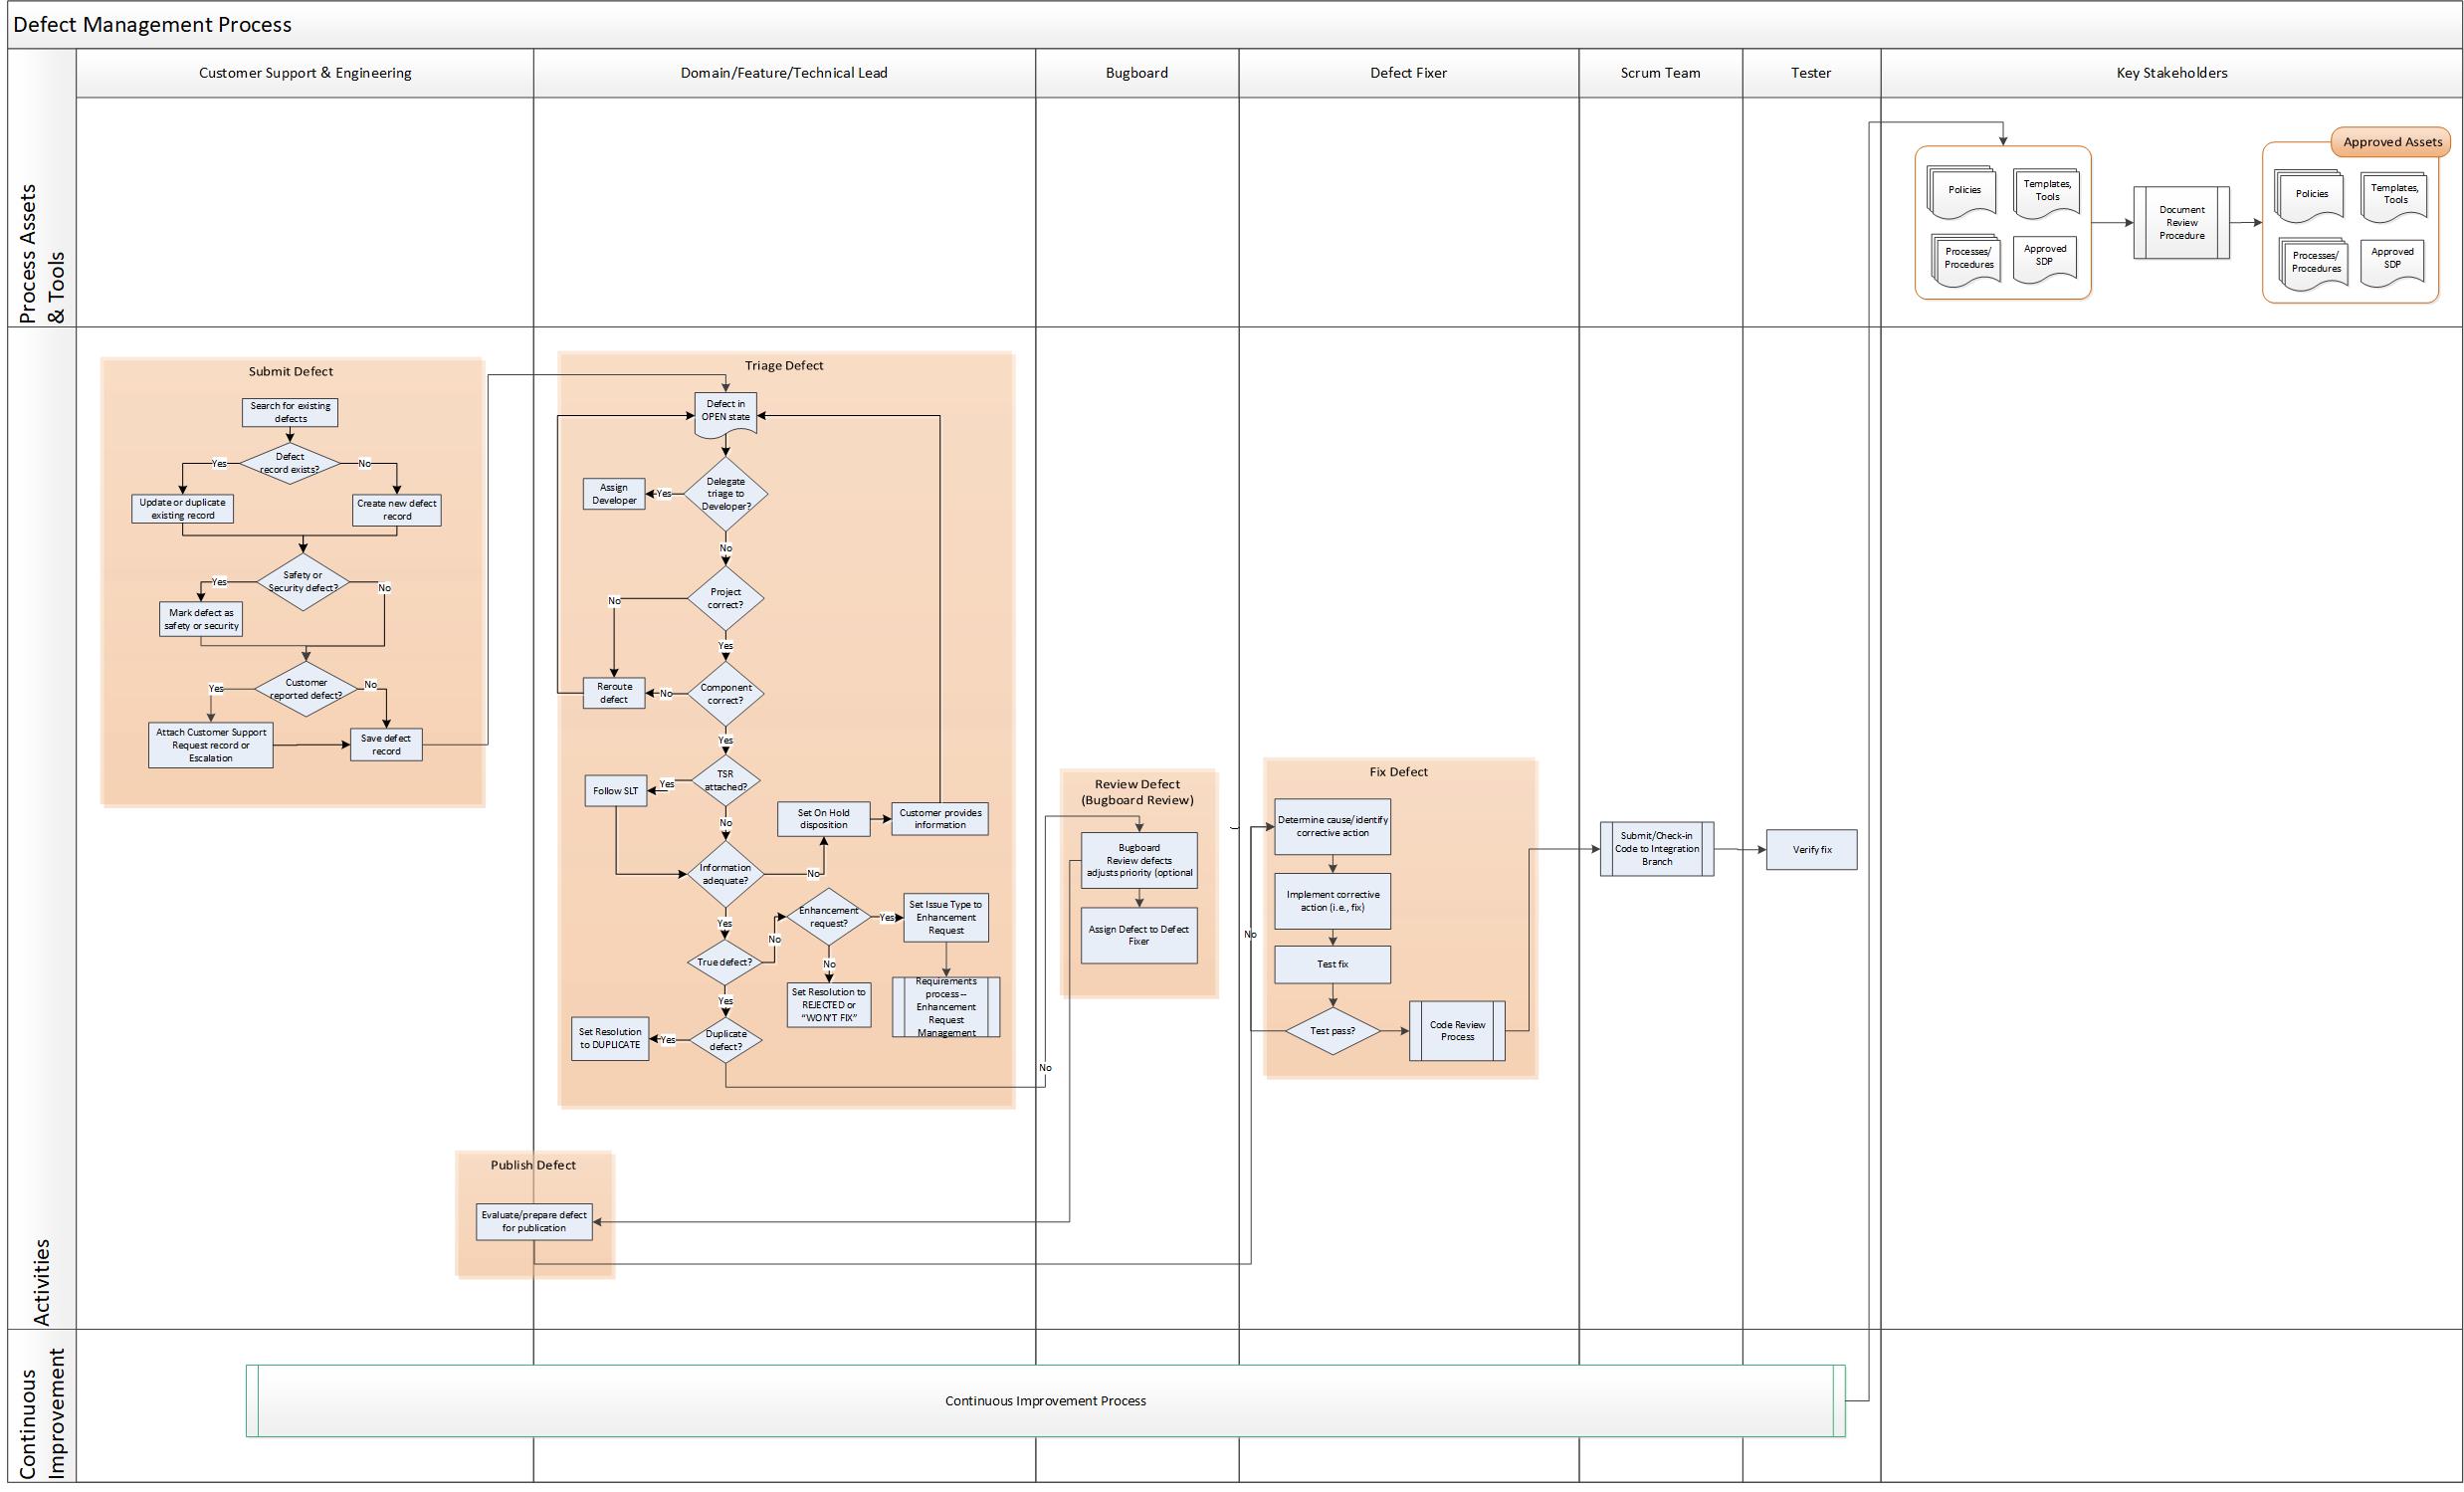 Defect Management Process
Process Assets
& Tools
Customer Support & Engineering
Domain/Feature/Technical Lead
Bugboard
Defect Fixer
Scrum Team
Tester
Key Stakeholders
Policies
Templates,
Tools
Processes/
Procedures
Approved
SDP
Document
Review
Procedure
Approved Assets
Policies
Templates,
Tools
Processes/
Procedures
Approved
SDP
Activities
Submit Defect
Search for existing
defects
Defect
record exists?
Yes
No
Update or duplicate
existing record
Create new defect
record
Safety or
Security defect?
Yes
No
Mark defect as
safety or security
Customer
reported defect?
Yes
No
Attach Customer Support
Request record or
Escalation
Save defect
record
Triage Defect
Defect in
OPEN state
Delegate
triage to
Developer?
Yes
Assign
Developer
No
Project
correct?
No
Yes
Component
correct?
No
Reroute
defect
Yes
TSR
attached?
Yes
Follow SLT
No
Information
adequate?
No
Set On Hold
disposition
Customer provides
information
Yes
True defect?
No
Enhancement
request?
Yes
Set Issue Type to
Enhancement
Request
No
Set Resolution to
REJECTED or
“WON’T FIX”
Requirements
process--
Enhancement
Request
Management
Yes
Duplicate
defect?
Yes
Set Resolution
to DUPLICATE
No
Review Defect
(Bugboard Review)
Bugboard
Review defects
adjusts priority (optional
Assign Defect to Defect
Fixer
Fix Defect
Determine cause/identify
corrective action
Implement corrective
action (i.e., fix)
Test fix
Test pass?
No
Code Review
Process
Submit/Check-in
Code to Integration
Branch
Verify fix
Publish Defect
Evaluate/prepare defect
for publication
Continuous
Improvement
Continuous Improvement Process